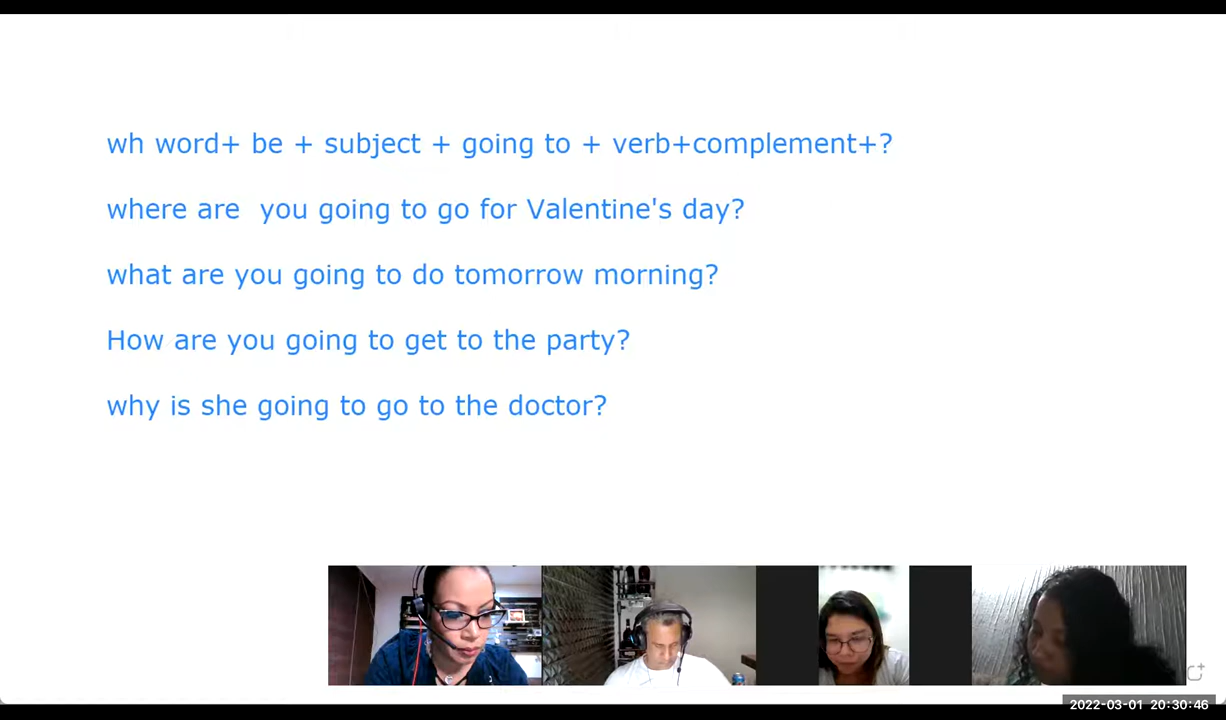 wh word+ be + subject + going to + verb+complement+?
where are  you going to go for Valentine's day?
what are you going to do tomorrow morning?
How are you going to get to the party?
why is she going to go to the doctor?
2022-03-01 20:30:46